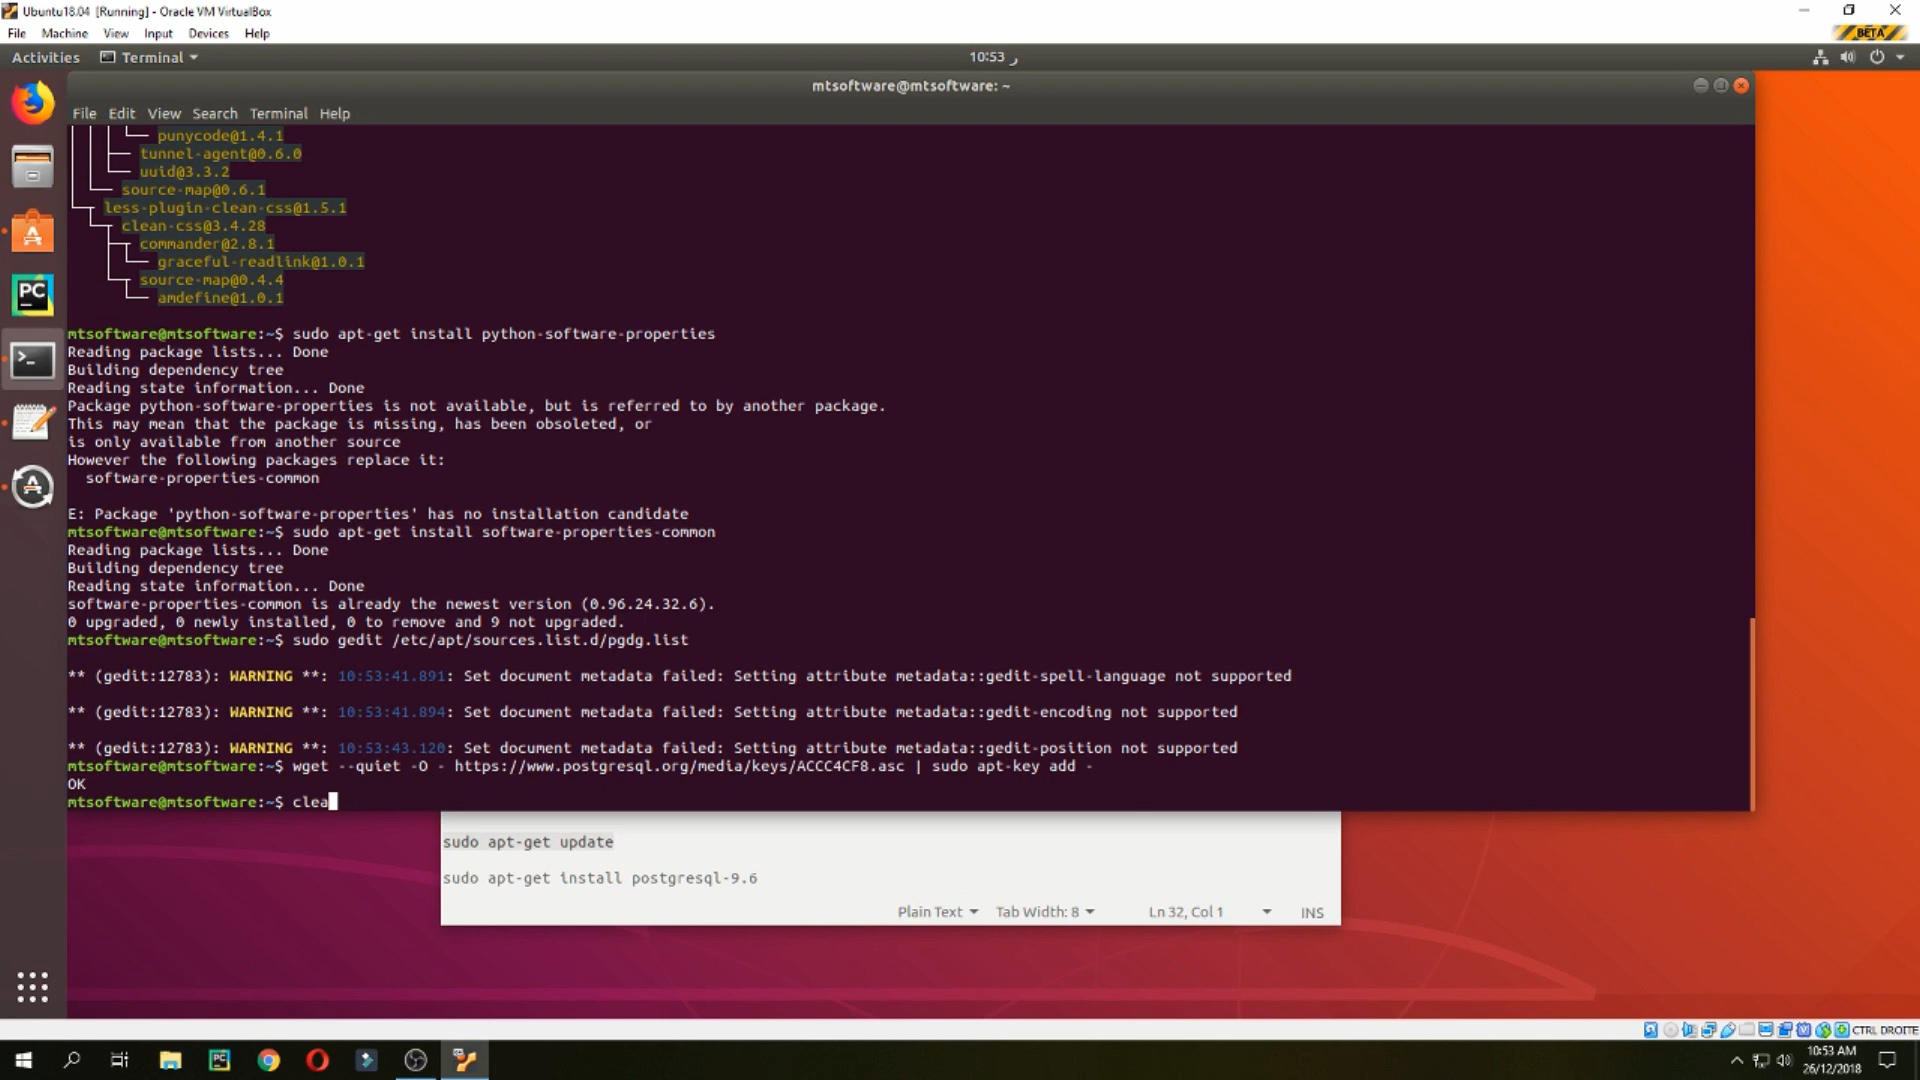 Ubuntu18.04 [Running] - Oracle VM VirtualBox
File Machine View Input Devices Help
BETA
Activities Terminal 10:53 ر
mtsoftware@mtsoftware: ~
File Edit View Search Terminal Help
punycode@1.4.1
tunnel-agent@0.6.0
uuid@3.3.2
source-map@0.6.1
less-plugin-clean-css@1.5.1
clean-css@3.4.28
commander@2.8.1
graceful-readlink@1.0.1
source-map@0.4.4
amdefine@1.0.1
mtsoftware@mtsoftware:~$ sudo apt-get install python-software-properties
Reading package lists... Done
Building dependency tree
Reading state information... Done
Package python-software-properties is not available, but is referred to by another package.
This may mean that the package is missing, has been obsoleted, or
is only available from another source
However the following packages replace it:
software-properties-common
E: Package 'python-software-properties' has no installation candidate
mtsoftware@mtsoftware:~$ sudo apt-get install software-properties-common
Reading package lists... Done
Building dependency tree
Reading state information... Done
software-properties-common is already the newest version (0.96.24.32.6).
0 upgraded, 0 newly installed, 0 to remove and 9 not upgraded.
mtsoftware@mtsoftware:~$ sudo gedit /etc/apt/sources.list.d/pgdg.list
** (gedit:12783): WARNING **: 10:53:41.891: Set document metadata failed: Setting attribute metadata::gedit-spell-language not supported
** (gedit:12783): WARNING **: 10:53:41.894: Set document metadata failed: Setting attribute metadata::gedit-encoding not supported
** (gedit:12783): WARNING **: 10:53:43.120: Set document metadata failed: Setting attribute metadata::gedit-position not supported
mtsoftware@mtsoftware:~$ wget --quiet -O - https://www.postgresql.org/media/keys/ACCC4CF8.asc | sudo apt-key add -
OK
mtsoftware@mtsoftware:~$ clea
sudo apt-get update
sudo apt-get install postgresql-9.6
Plain Text Tab Width: 8 Ln 32, Col 1 INS
CTRL DROITE
10:53 AM
26/12/2018